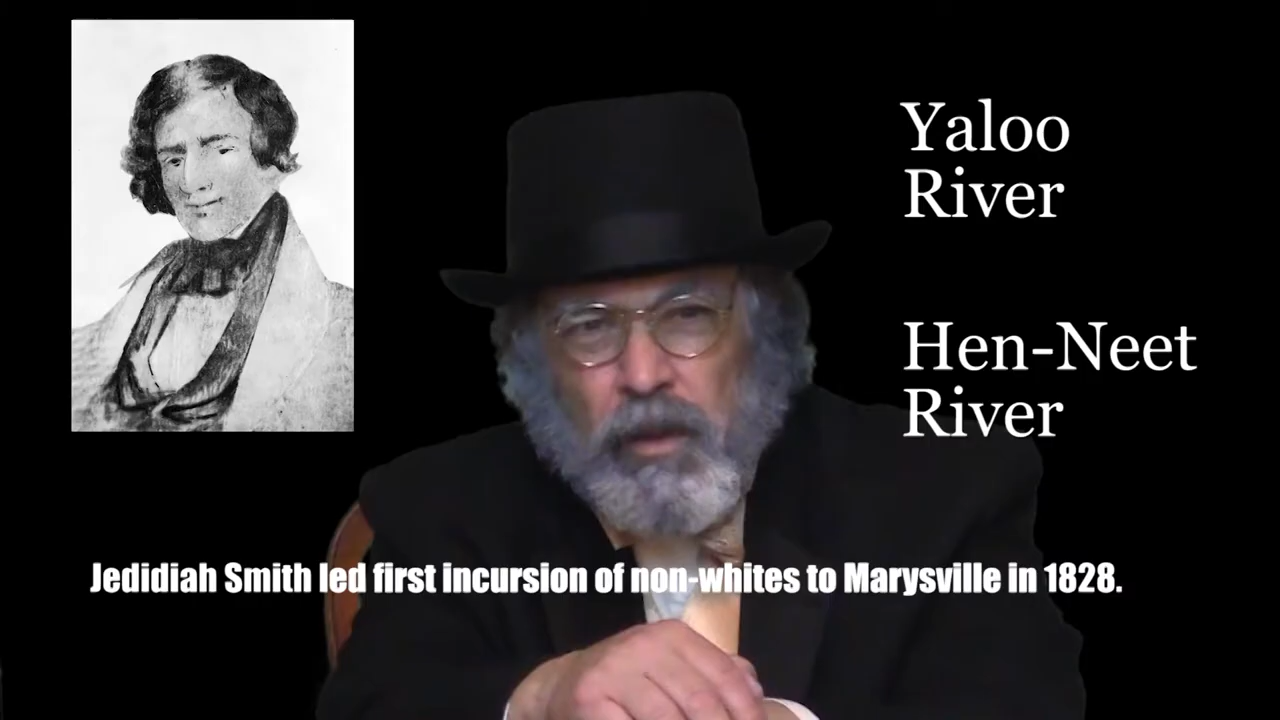 Yaloo
River
Hen-Neet
River
Jedidiah Smith led first incursion of non-whites to Marysville in 1828.